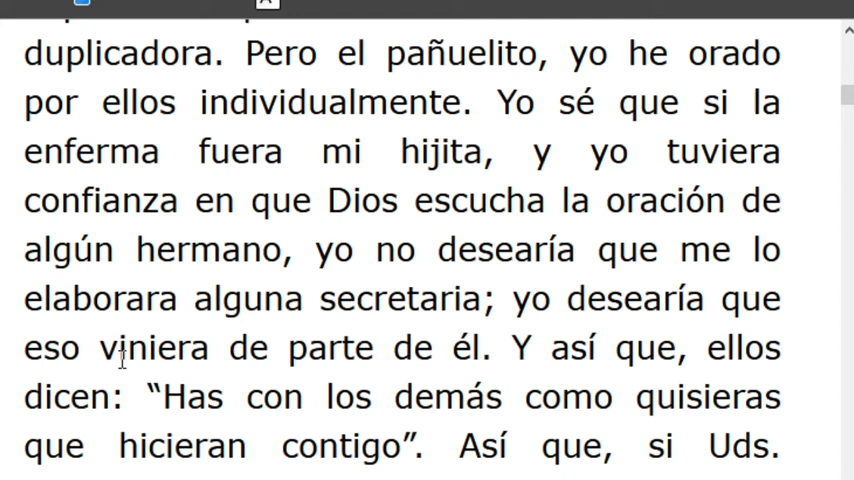 duplicadora. Pero el pañuelito, yo he orado
por ellos individualmente. Yo sé que si la
enferma fuera mi hijita, y yo tuviera
confianza en que Dios escucha la oración de
algún hermano, yo no desearía que me lo
elaborara alguna secretaria; yo desearía que
eso viniera de parte de él. Y así que, ellos
dicen: “Has con los demás como quisieras
que hicieran contigo”. Así que, si Uds.